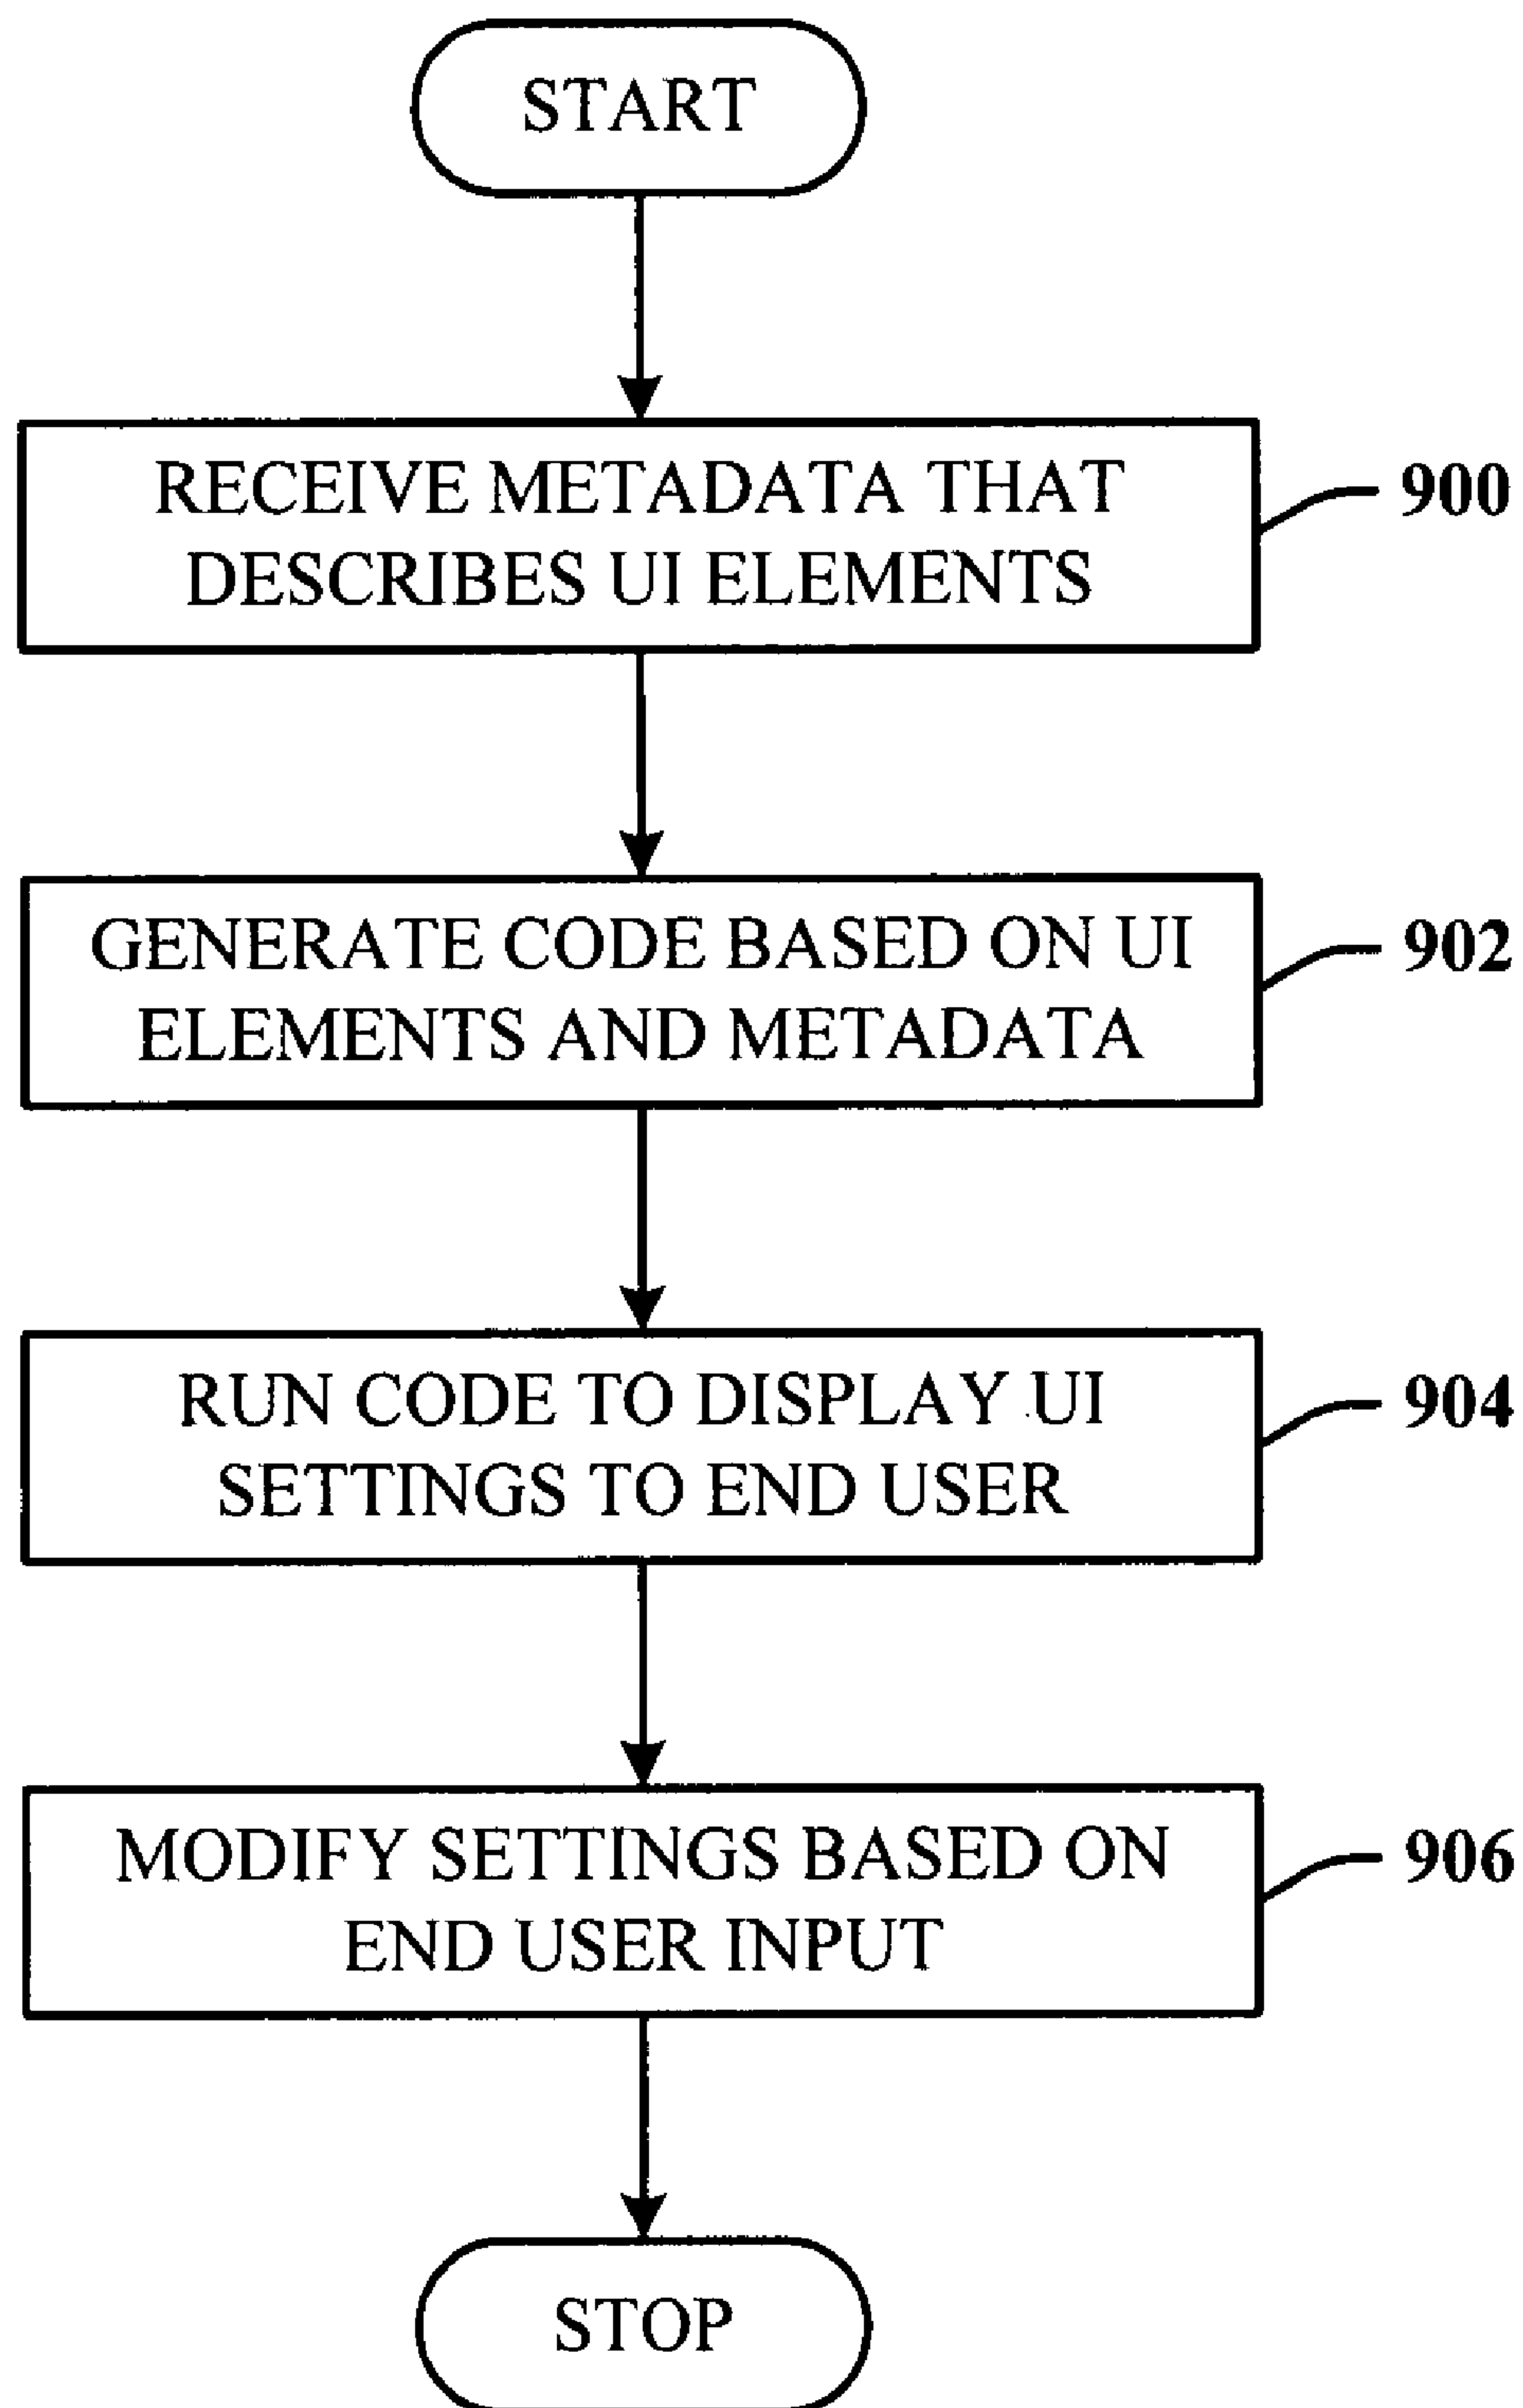 START
RECEIVE METADATA THAT
DESCRIBES UI ELEMENTS
900
GENERATE CODE BASED ON UI
ELEMENTS AND METADATA
902
RUN CODE TO DISPLAY UI
SETTINGS TO END USER
904
MODIFY SETTINGS BASED ON
END USER INPUT
906
STOP